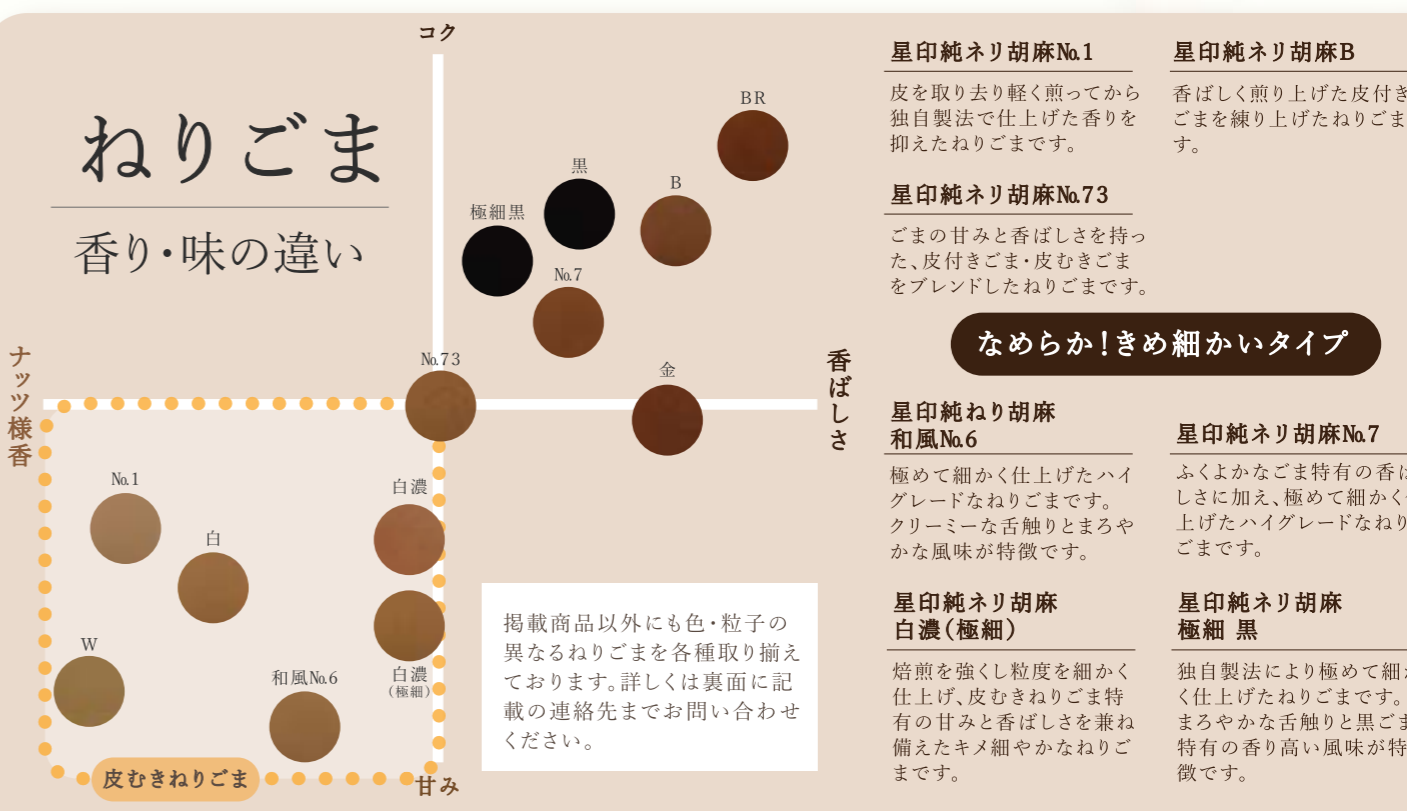 コク
ねりごま
香り・味の違い
BR
黒
B
極細黒
№7
№73
金
ナッツ様香
香ばしさ
№1
白
白濃
W
和風№6
白濃
（極細）
皮むきねりごま
甘み
掲載商品以外にも色・粒子の
異なるねりごまを各種取り揃え
ております。詳しくは裏面に記
載の連絡先までお問い合わせ
ください。
星印純ネリ胡麻№1
皮を取り去り軽く煎ってから
独自製法で仕上げた香りを
抑えたねりごまです。
星印純ネリ胡麻B
香ばしく煎り上げた皮付き
ごまを練り上げたねりごま
す。
星印純ネリ胡麻№73
ごまの甘みと香ばしさを持っ
た、皮付きごま・皮むきごま
をブレンドしたねりごまです。
なめらか！きめ細かいタイプ
星印純ねり胡麻
和風№6
極めて細かく仕上げたハイ
グレードなねりごまです。
クリーミーな舌触りとまろや
かな風味が特徴です。
星印純ネリ胡麻№7
ふくよかなごま特有の香
しさに加え、極めて細かく
上げたハイグレードなねり
ごまです。
星印純ネリ胡麻
白濃（極細）
焙煎を強くし粒度を細かく
仕上げ、皮むきねりごま特
有の甘みと香ばしさを兼ね
備えたキメ細やかなねりご
まです。
星印純ネリ胡麻
極細 黒
独自製法により極めて細
く仕上げたねりごまです。
まろやかな舌触りと黒ごま
特有の香り高い風味が特
徴です。